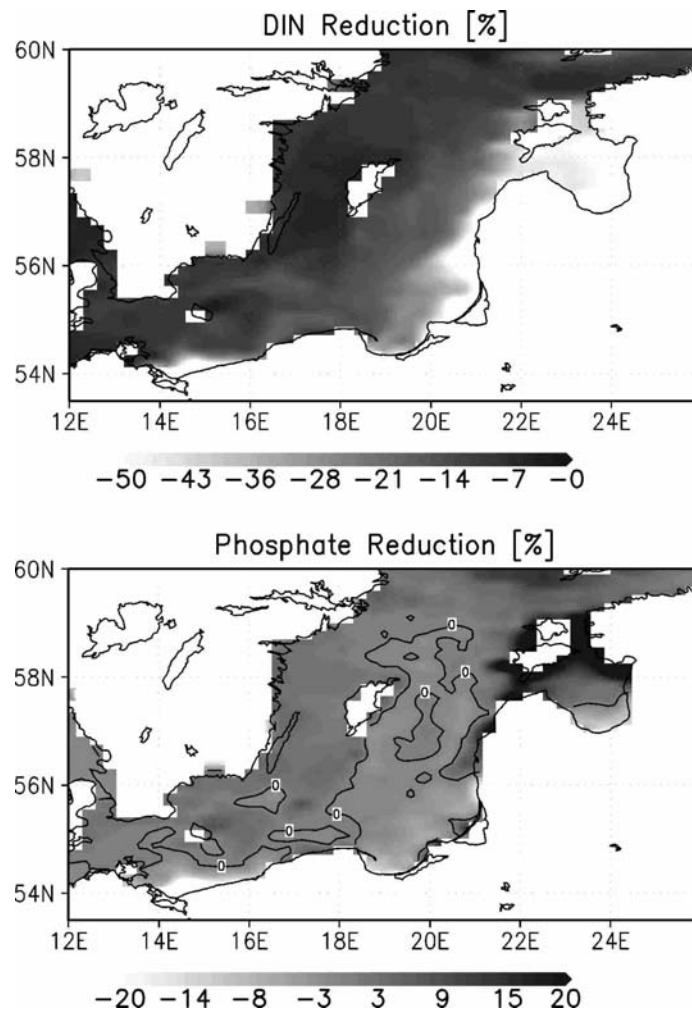 DIN Reduction [%]
60N
58N
56N
54N
12E 14E 16E 18E 20E 22E 24E
-50 -43 -36 -28 -21 -14 -7 -0
Phosphate Reduction [%]
60N
0
0
58N
0
56N
0
0
0
0
54N
12E 14E 16E 18E 20E 22E 24E
-20 -14 -8 -3 3 9 15 20